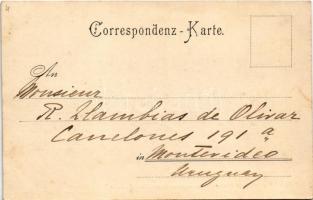 Correspondenz-Karte.
An
Monsieur
R. Llambias de Olivar
Canelones 191 a
in Montevideo
Uruguay